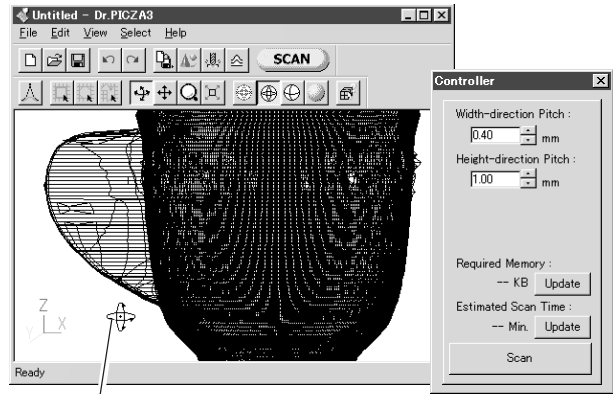 Untitled - Dr.PICZA3
File Edit View Select Help
SCAN
Z
Y X
Ready
Controller
Width-direction Pitch :
0.40 mm
Height-direction Pitch :
1.00 mm
Required Memory :
-- KB Update
Estimated Scan Time :
-- Min. Update
Scan